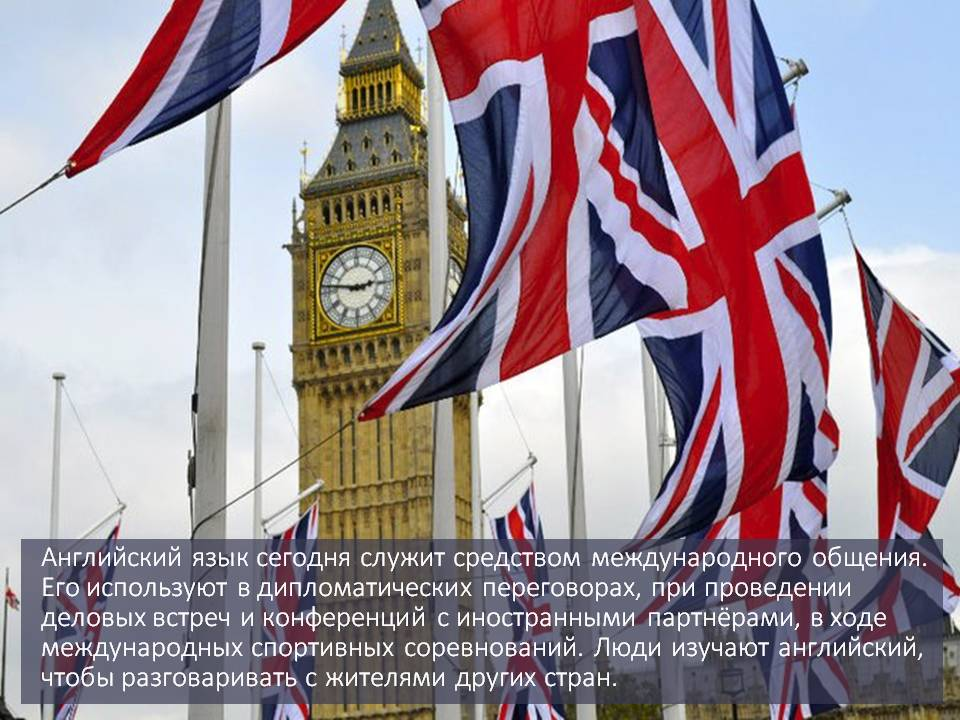 Английский язык сегодня служит средством международного общения.
Его используют в дипломатических переговорах, при проведении
деловых встреч и конференций с иностранными партнёрами, в ходе
международных спортивных соревнований. Люди изучают английский,
чтобы разговаривать с жителями других стран.